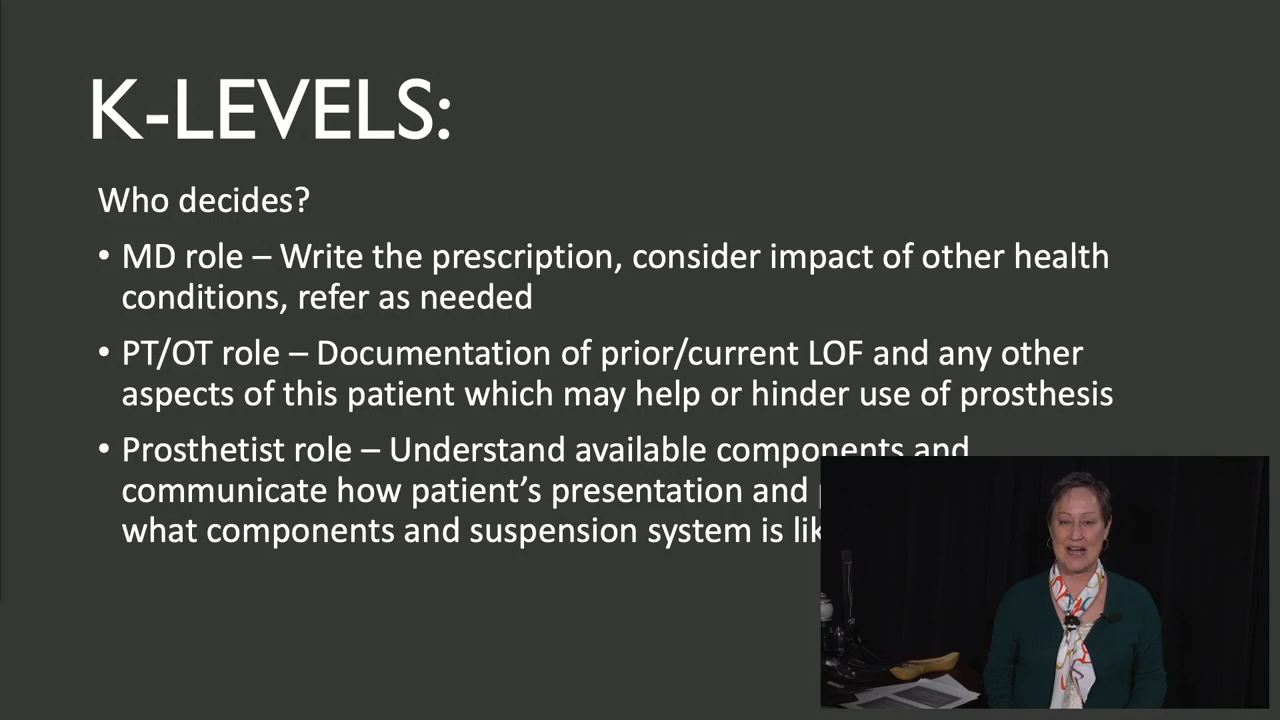 K-LEVELS:
Who decides?
• MD role – Write the prescription, consider impact of other health
conditions, refer as needed
• PT/OT role – Documentation of prior/current LOF and any other
aspects of this patient which may help or hinder use of prosthesis
• Prosthetist role – Understand available components and
communicate how patient’s presentation and
what components and suspension system is